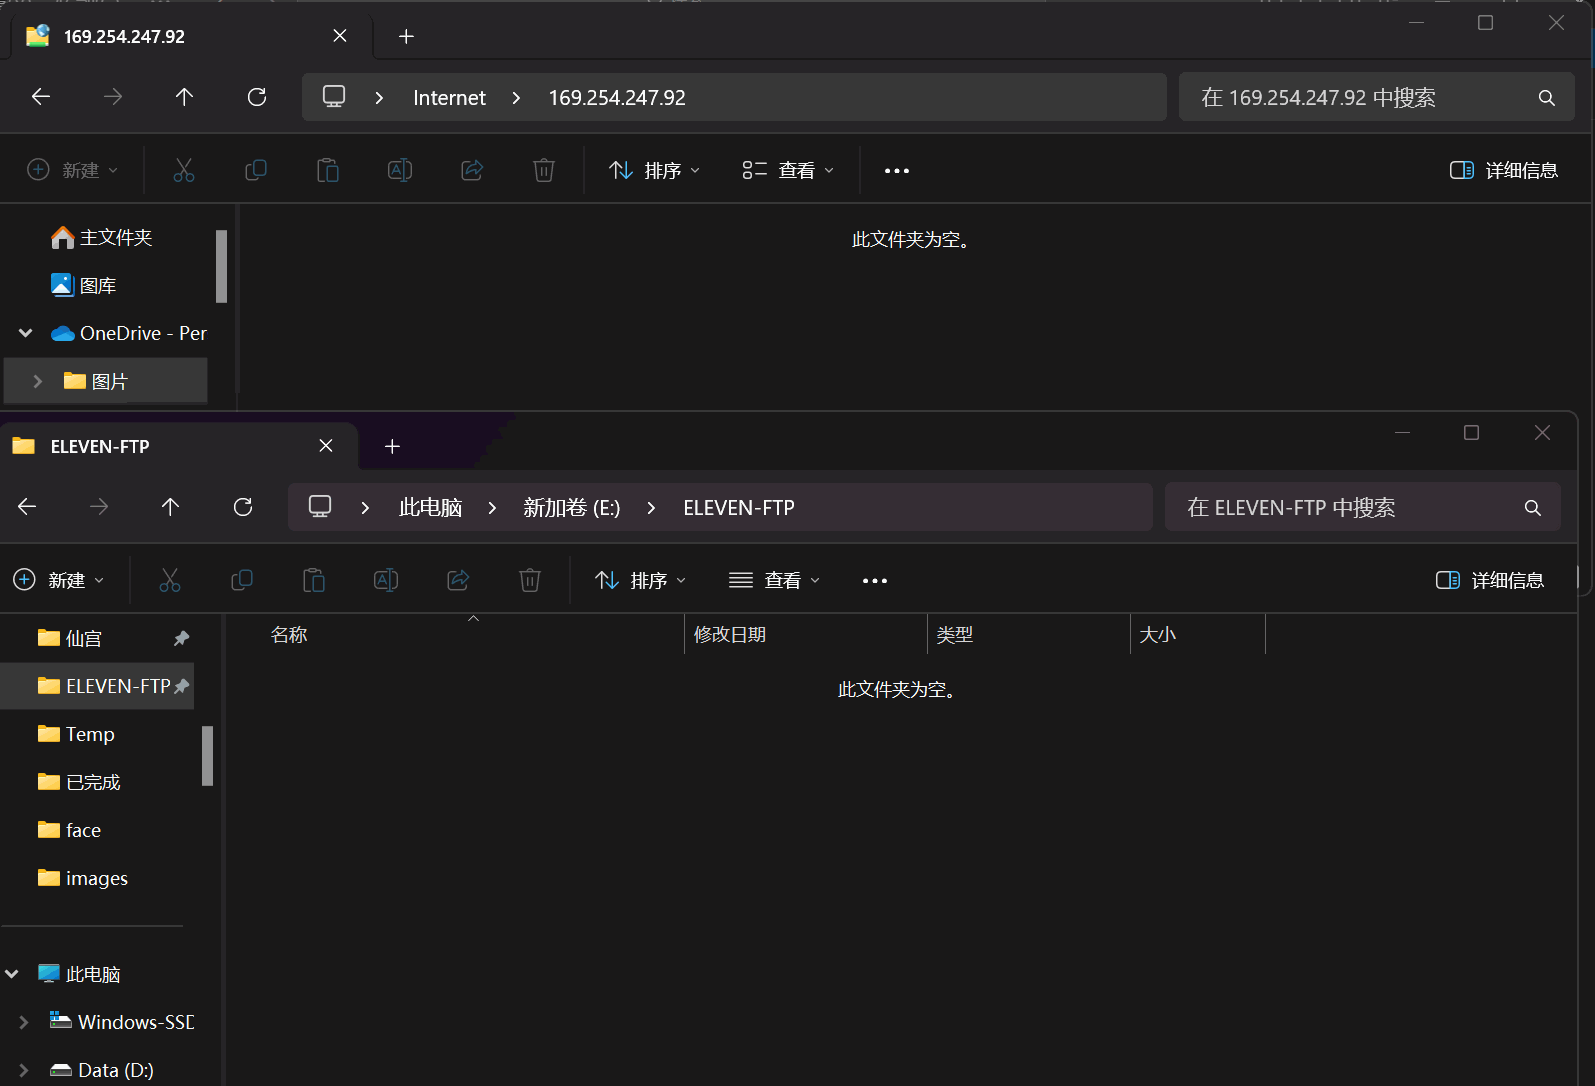 169.254.247.92
Internet 169.254.247.92
在 169.254.247.92 中搜索
新建
排序
查看
详细信息
主文件夹
图库
OneDrive - Per
图片
此文件夹为空。
ELEVEN-FTP
此电脑 新加卷 (E:) ELEVEN-FTP
在 ELEVEN-FTP 中搜索
新建
排序
查看
详细信息
仙宫
ELEVEN-FTP
Temp
已完成
face
images
此电脑
Windows-SSD
Data (D:)
名称 修改日期 类型 大小
此文件夹为空。